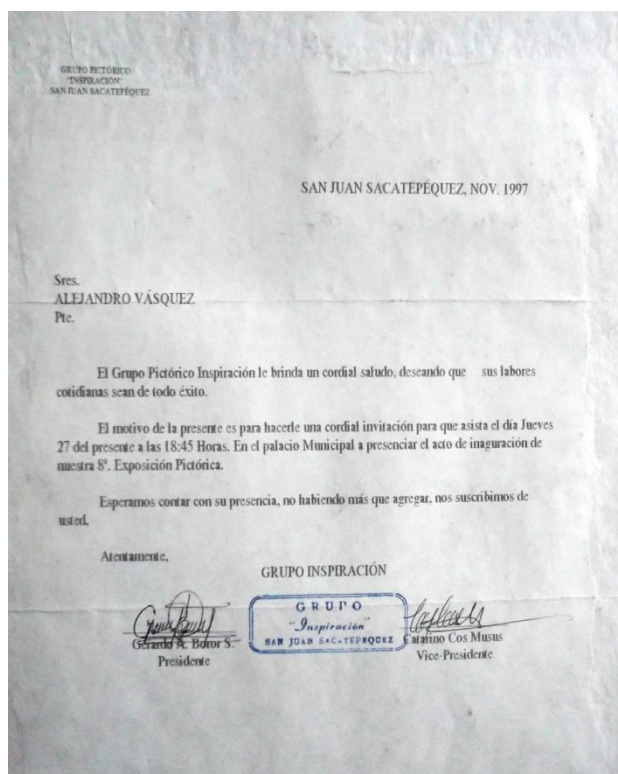 GRUPO PICTÓRICO
"INSPIRACIÓN"
SAN JUAN SACATEPÉQUEZ
SAN JUAN SACATEPÉQUEZ, NOV. 1997
Sres.
ALEJANDRO VÁSQUEZ
Pte.
El Grupo Pictórico Inspiración le brinda un cordial saludo, deseando que sus labores
cotidianas sean de todo éxito.
El motivo de la presente es para hacerle una cordial invitación para que asista el día Jueves
27 del presente a las 18:45 Horas. En el palacio Municipal a presenciar el acto de inaguración de
nuestra 8ª. Exposición Pictórica.
Esperamos contar con su presencia, no habiendo más que agregar, nos suscribimos de
usted,
Atentamente,
GRUPO INSPIRACIÓN
GRUPO
"Inspiración"
SAN JUAN SACATEPEQUEZ
Gerardo A. Boror S.
Presidente
Catarino Cos Musus
Vice-Presidente